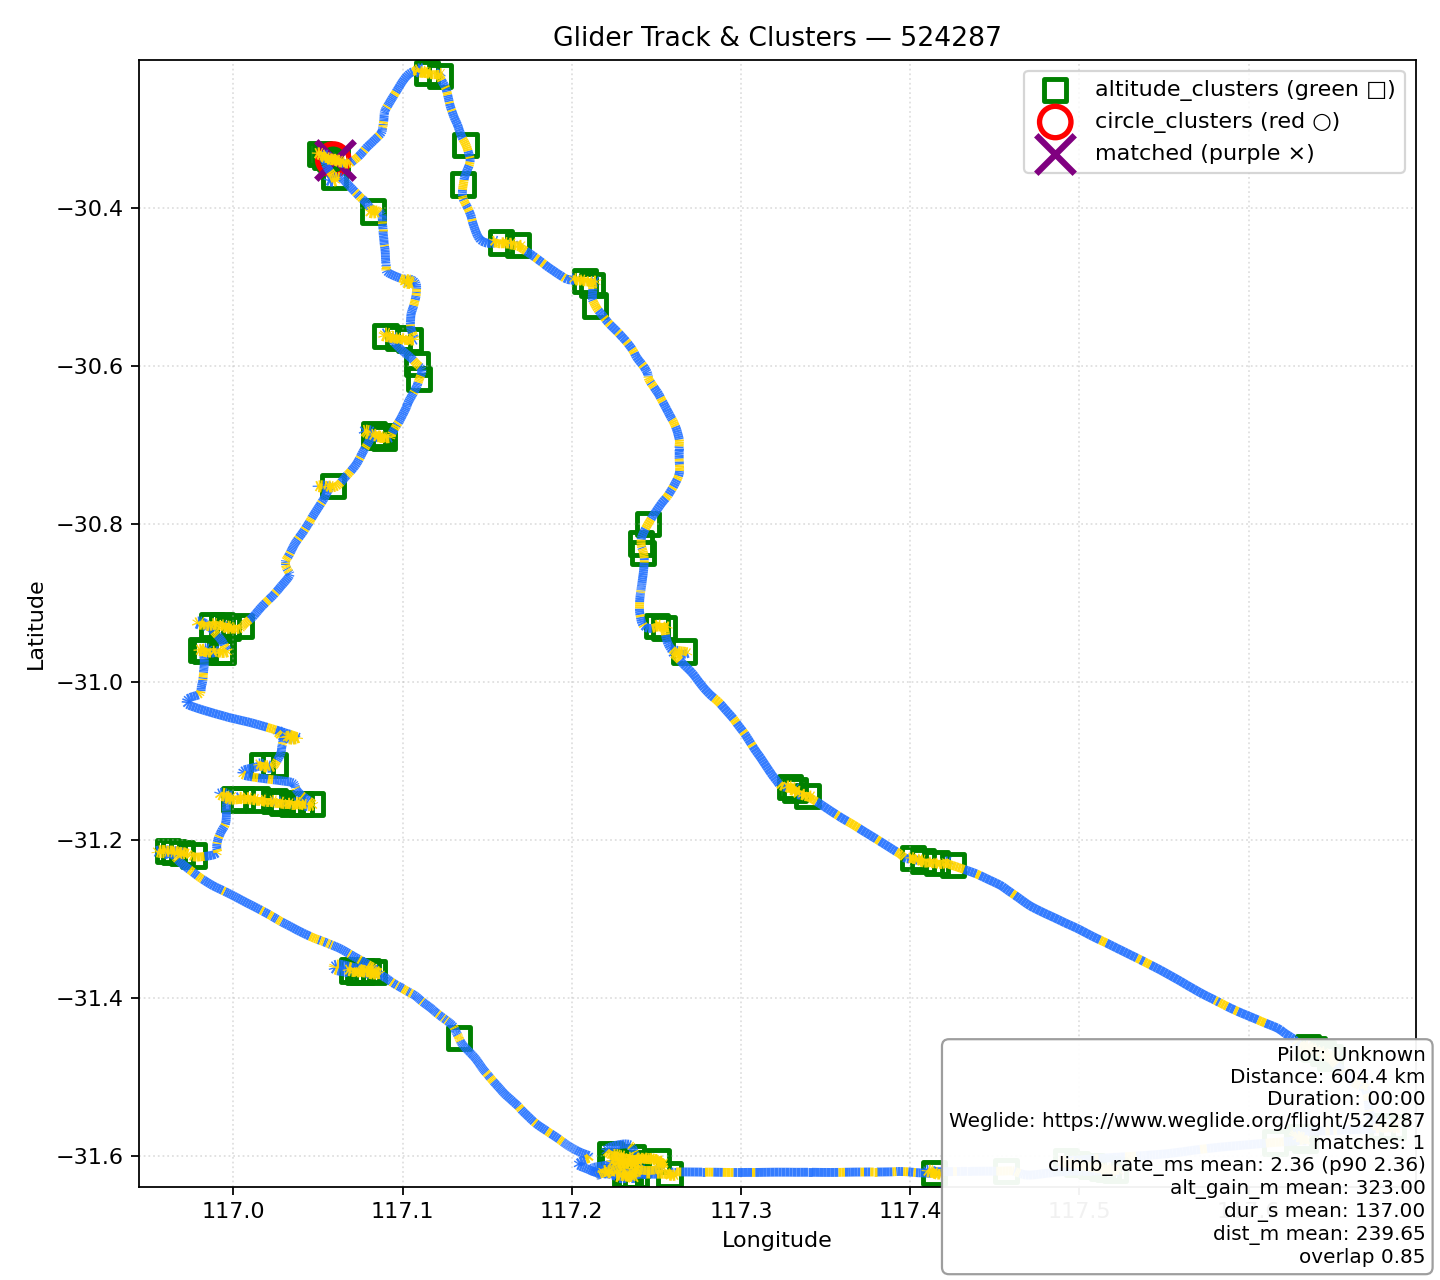 Glider Track & Clusters — 524287
altitude_clusters (green □)
circle_clusters (red ○)
matched (purple ×)
−30.4
−30.6
−30.8
−31.0
−31.2
−31.4
−31.6
Latitude
117.0
117.1
117.2
117.3
117.4
117.5
Longitude
Pilot: Unknown
Distance: 604.4 km
Duration: 00:00
Weglide: https://www.weglide.org/flight/524287
matches: 1
climb_rate_ms mean: 2.36 (p90 2.36)
alt_gain_m mean: 323.00
dur_s mean: 137.00
dist_m mean: 239.65
overlap 0.85